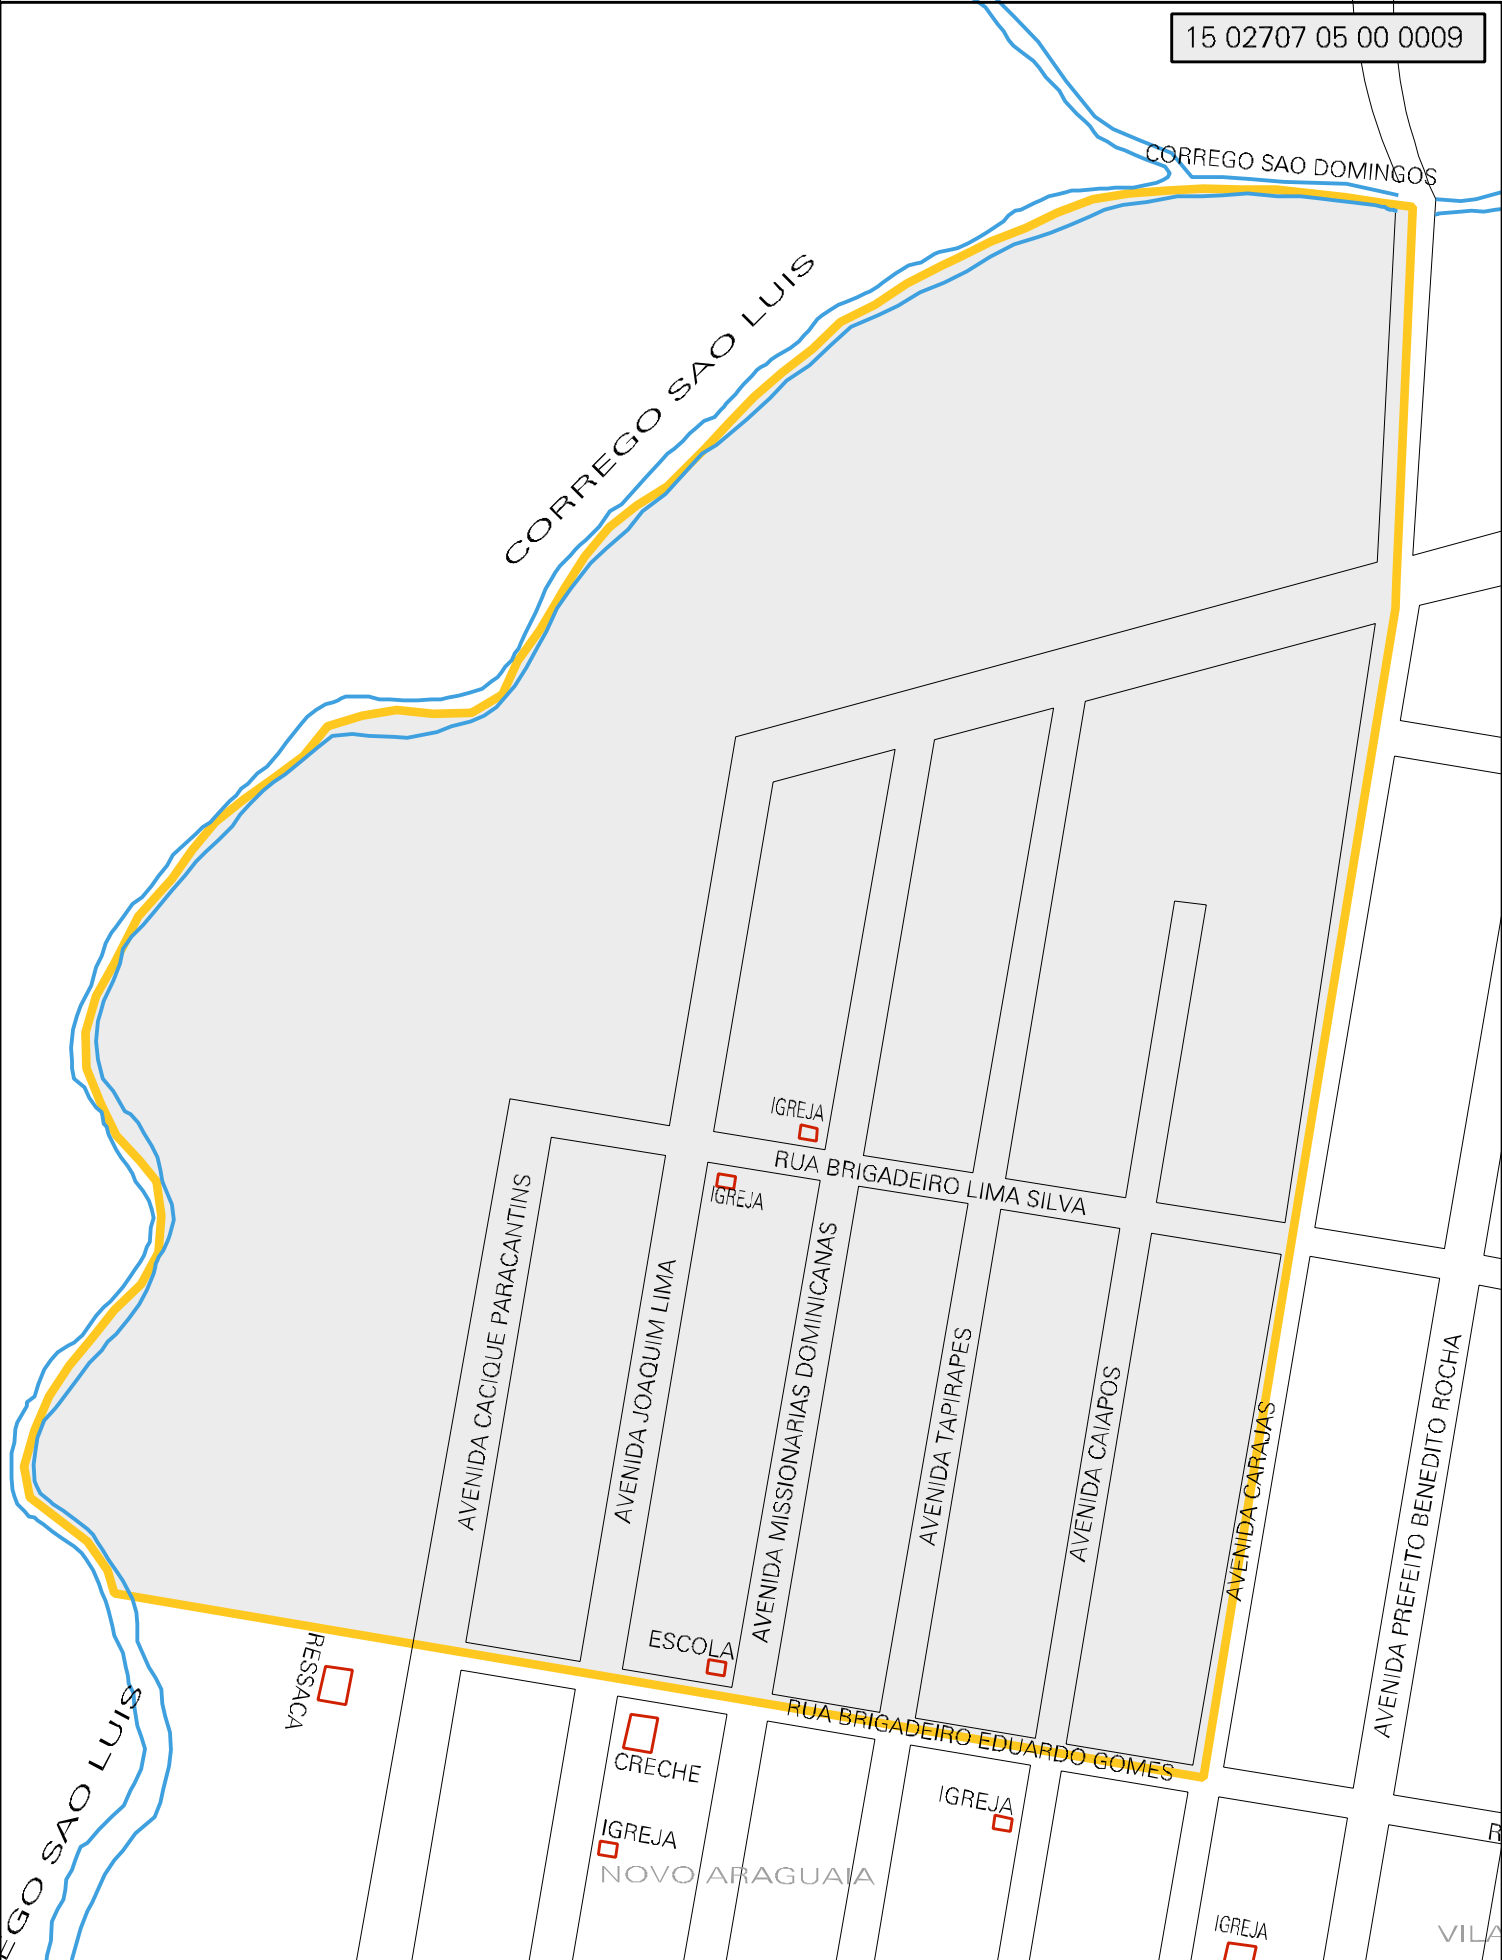 15 02707 05 00 0009
CORREGO SAO DOMINGOS
CORREGO SAO LUIS
IGREJA
RUA BRIGADEIRO LIMA SILVA
IGREJA
AVENIDA CACIQUE PARACANTINS
AVENIDA JOAQUIM LIMA
AVENIDA MISSIONARIAS DOMINICANAS
AVENIDA TAPIRAPES
AVENIDA CAIAPOS
AVENIDA CARAJAS
AVENIDA PREFEITO BENEDITO ROCHA
ESCOLA
RESSACA
RUA BRIGADEIRO EDUARDO GOMES
CRECHE
IGREJA
IGREJA
NOVO ARAGUAIA
EGO SAO LUIS
IGREJA
VILA
R